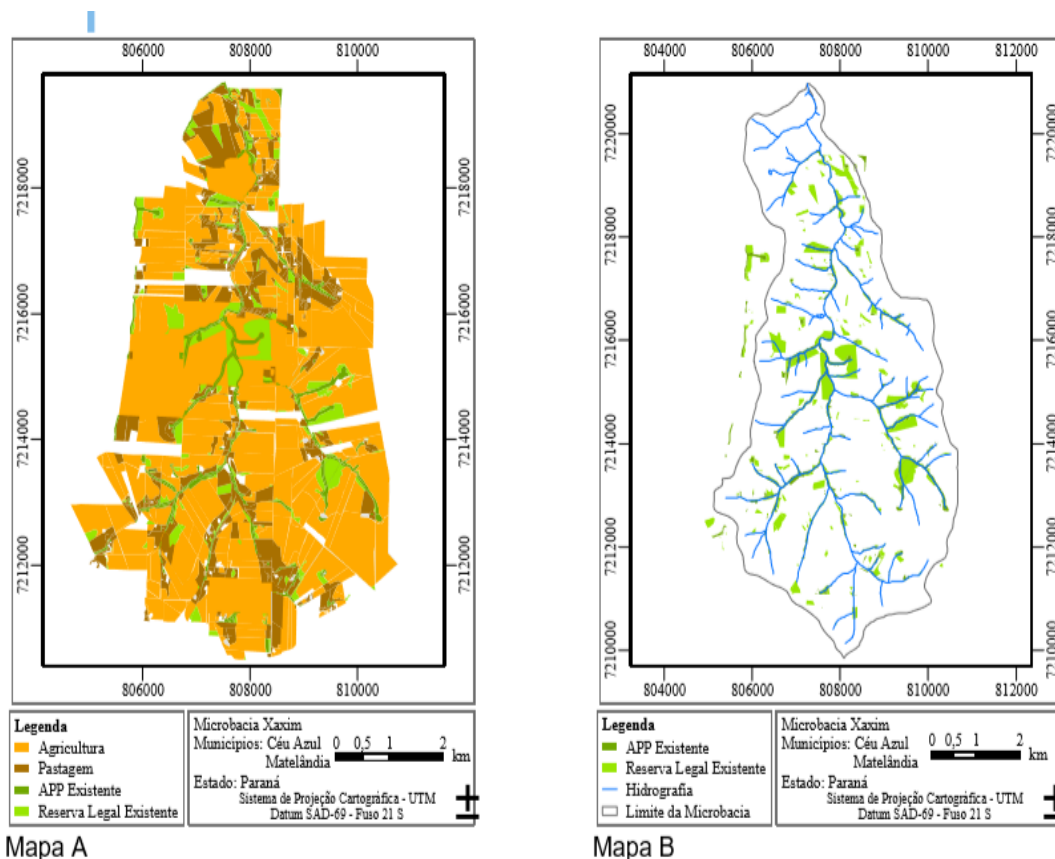 806000 808000 810000
7218000 7218000
7216000 7216000
7214000 7214000
7212000 7212000
806000 808000 810000
Legenda
Agricultura
Pastagem
APP Existente
Reserva Legal Existente
Microbacia Xaxim
Municípios: Céu Azul
Matelândia
0 0,5 1 2
km
Estado: Paraná
Sistema de Projeção Cartográfica - UTM
Datum SAD-69 - Fuso 21 S
Mapa A
804000 806000 808000 810000 812000
7220000 7220000
7218000 7218000
7216000 7216000
7214000 7214000
7212000 7212000
7210000 7210000
804000 806000 808000 810000 812000
Legenda
APP Existente
Reserva Legal Existente
Hidrografia
Limite da Microbacia
Microbacia Xaxim
Municípios: Céu Azul
Matelândia
0 0,5 1 2
km
Estado: Paraná
Sistema de Projeção Cartográfica - UTM
Datum SAD-69 - Fuso 21 S
Mapa B